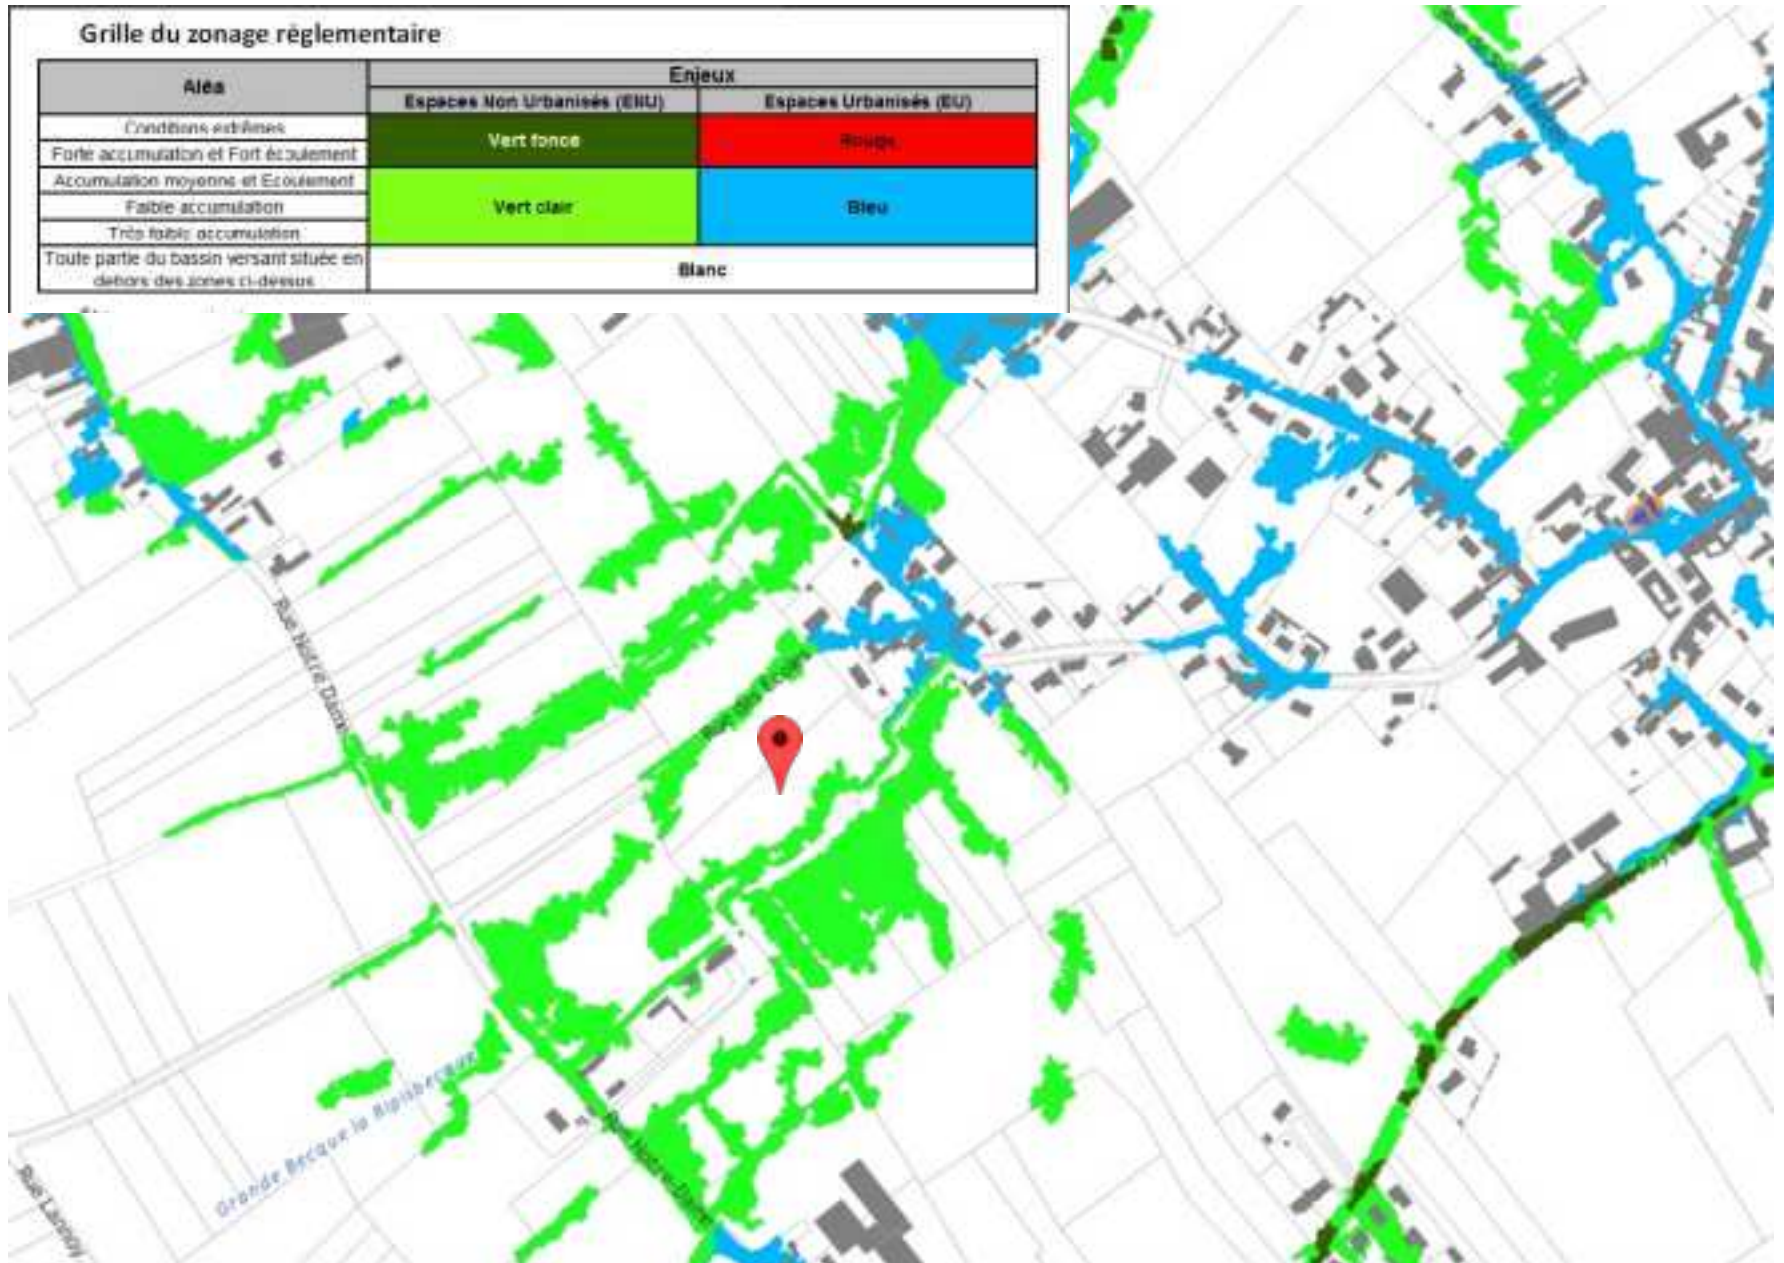 Grille du zonage règlementaire
Aléa
Enjeux
Espaces Non Urbanisés (ENU)
Espaces Urbanisés (EU)
Conditions extrêmes
Vert foncé
Rouge
Forte accumulation et Fort écoulement
Accumulation moyenne et Ecoulement
Vert clair
Bleu
Faible accumulation
Très faible accumulation
Toute partie du bassin versant située en
dehors des zones ci-dessus
Blanc
Rue Notre Dame
Rue des
Grande Becque la Bipisbecque
Rue Notre-Dame
Rue Lannoy